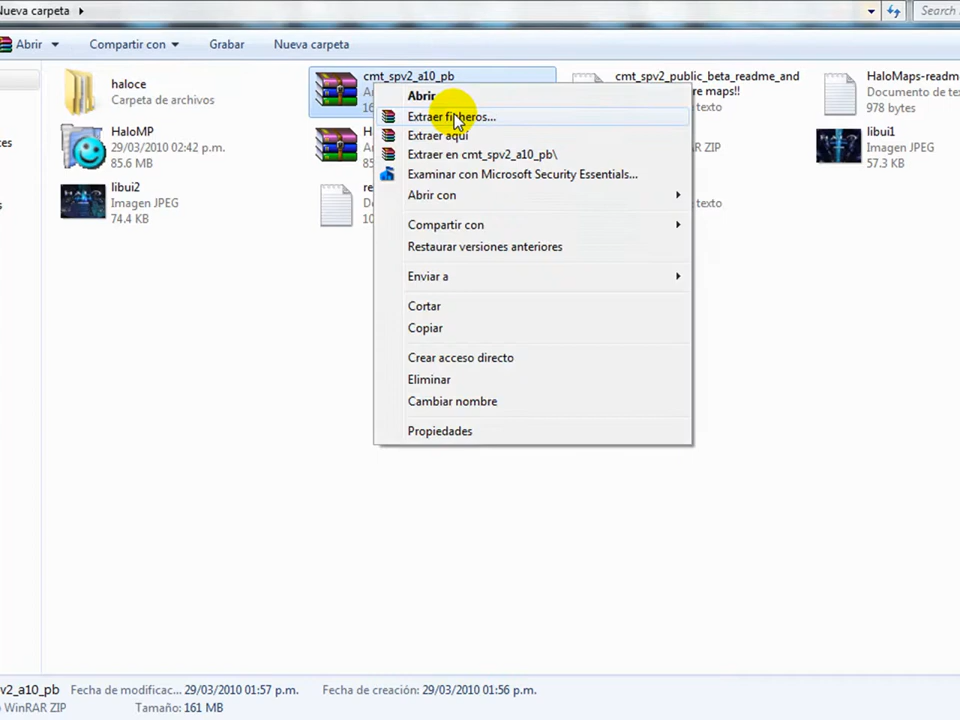 Nueva carpeta
Search
Abrir
Compartir con
Grabar
Nueva carpeta
haloce
Carpeta de archivos
HaloMP
29/03/2010 02:42 p.m.
85.6 MB
libui2
Imagen JPEG
74.4 KB
cmt_spv2_a10_pb
cmt_spv2_public_beta_readme_and
e maps!!
texto
ZIP
texto
HaloMaps-readme
Documento de tex
978 bytes
libui1
Imagen JPEG
57.3 KB
Abrir
Extraer ficheros...
Extraer aquí
Extraer en cmt_spv2_a10_pb\
Examinar con Microsoft Security Essentials...
Abrir con
Compartir con
Restaurar versiones anteriores
Enviar a
Cortar
Copiar
Crear acceso directo
Eliminar
Cambiar nombre
Propiedades
v2_a10_pb
Fecha de modificac... 29/03/2010 01:57 p.m.
Fecha de creación: 29/03/2010 01:56 p.m.
WinRAR ZIP
Tamaño: 161 MB